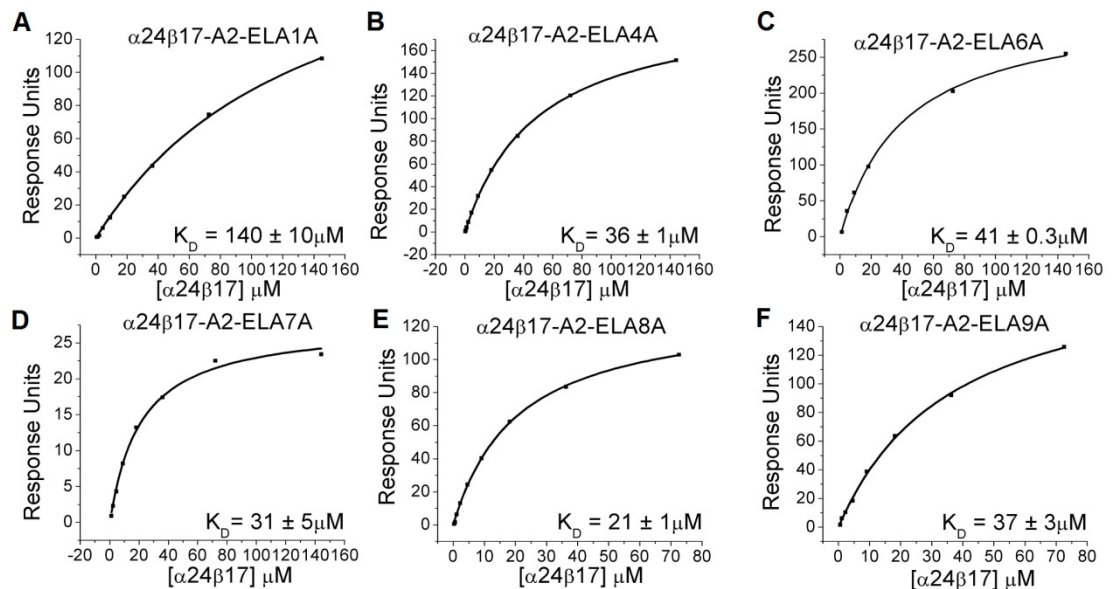 A
α24β17-A2-ELA1A
120
100
80
60
40
20
0
Response Units
K_D = 140 ± 10μM
0 20 40 60 80 100 120 140 160
[α24β17] μM
B
α24β17-A2-ELA4A
160
140
120
100
80
60
40
20
0
-20
Response Units
K_D = 36 ± 1μM
-20 0 20 40 60 80 100 120 140 160
[α24β17] μM
C
α24β17-A2-ELA6A
250
200
150
100
50
0
Response Units
K_D = 41 ± 0.3μM
0 20 40 60 80 100 120 140 160
[α24β17] μM
D
α24β17-A2-ELA7A
25
20
15
10
5
0
Response Units
K_D = 31 ± 5μM
-20 0 20 40 60 80 100 120 140 160
[α24β17] μM
E
α24β17-A2-ELA8A
120
100
80
60
40
20
0
Response Units
K_D = 21 ± 1μM
0 10 20 30 40 50 60 70 80
[α24β17] μM
F
α24β17-A2-ELA9A
140
120
100
80
60
40
20
0
Response Units
K_D = 37 ± 3μM
0 10 20 30 40 50 60 70 80
[α24β17] μM